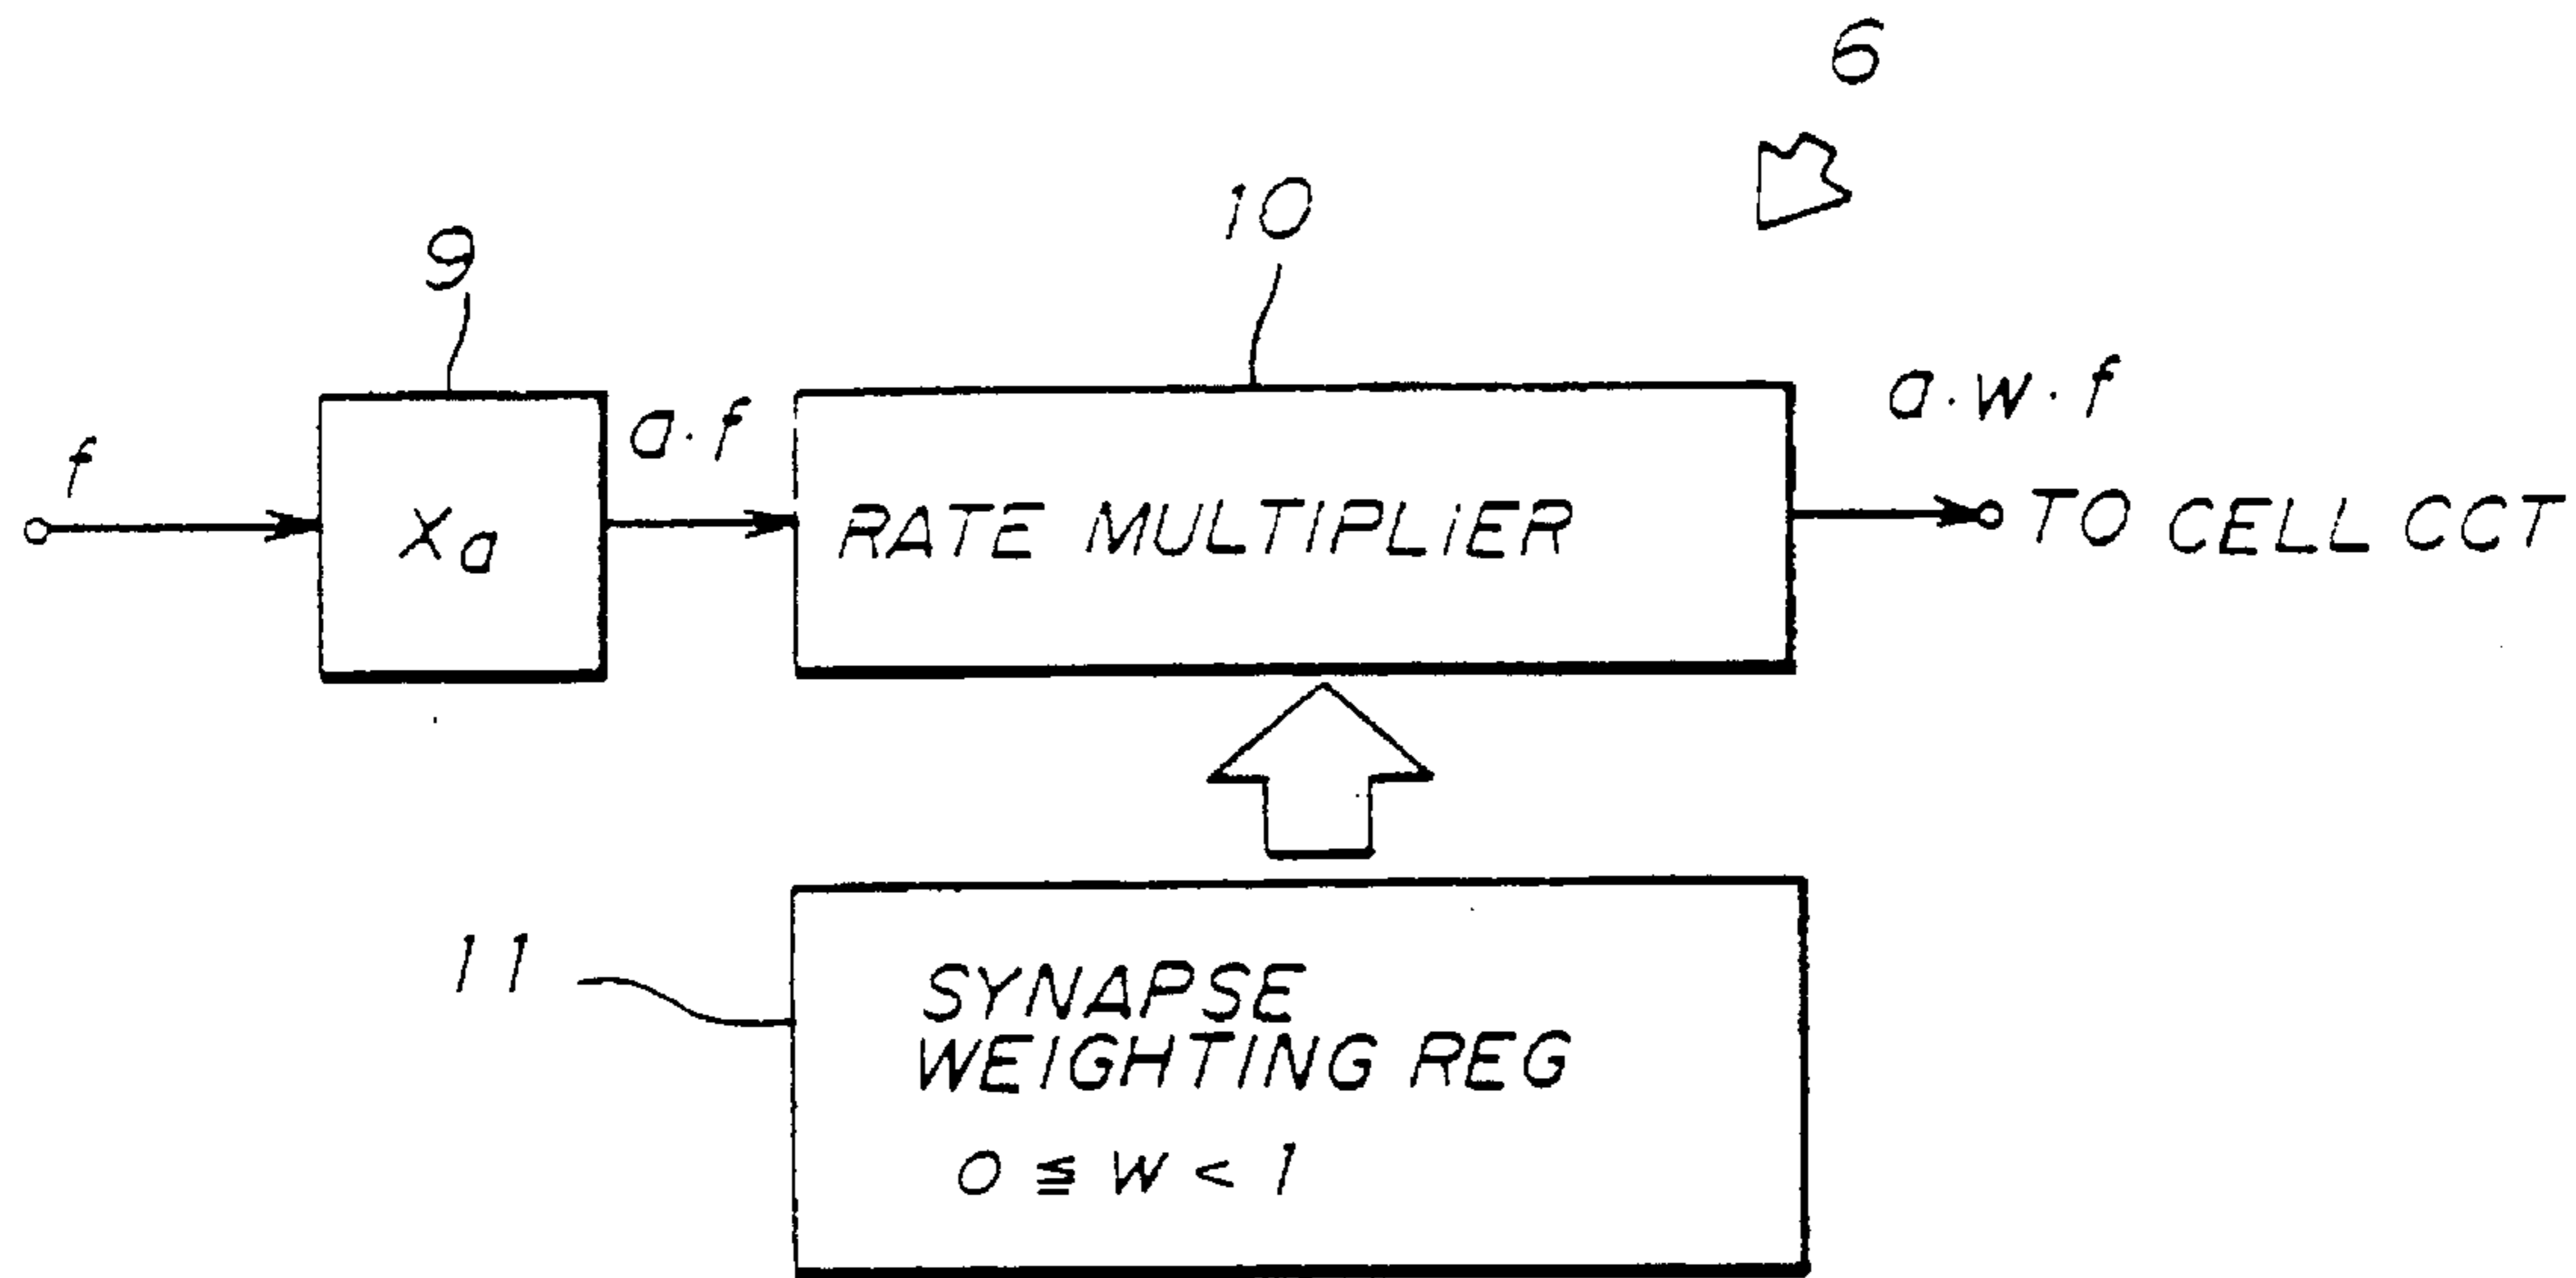 6
9
10
f
a·f
a·w·f
Xa
RATE MULTIPLiER
TO CELL CCT
11
SYNAPSE
WEIGHTING REG
0 ≦ W < 1